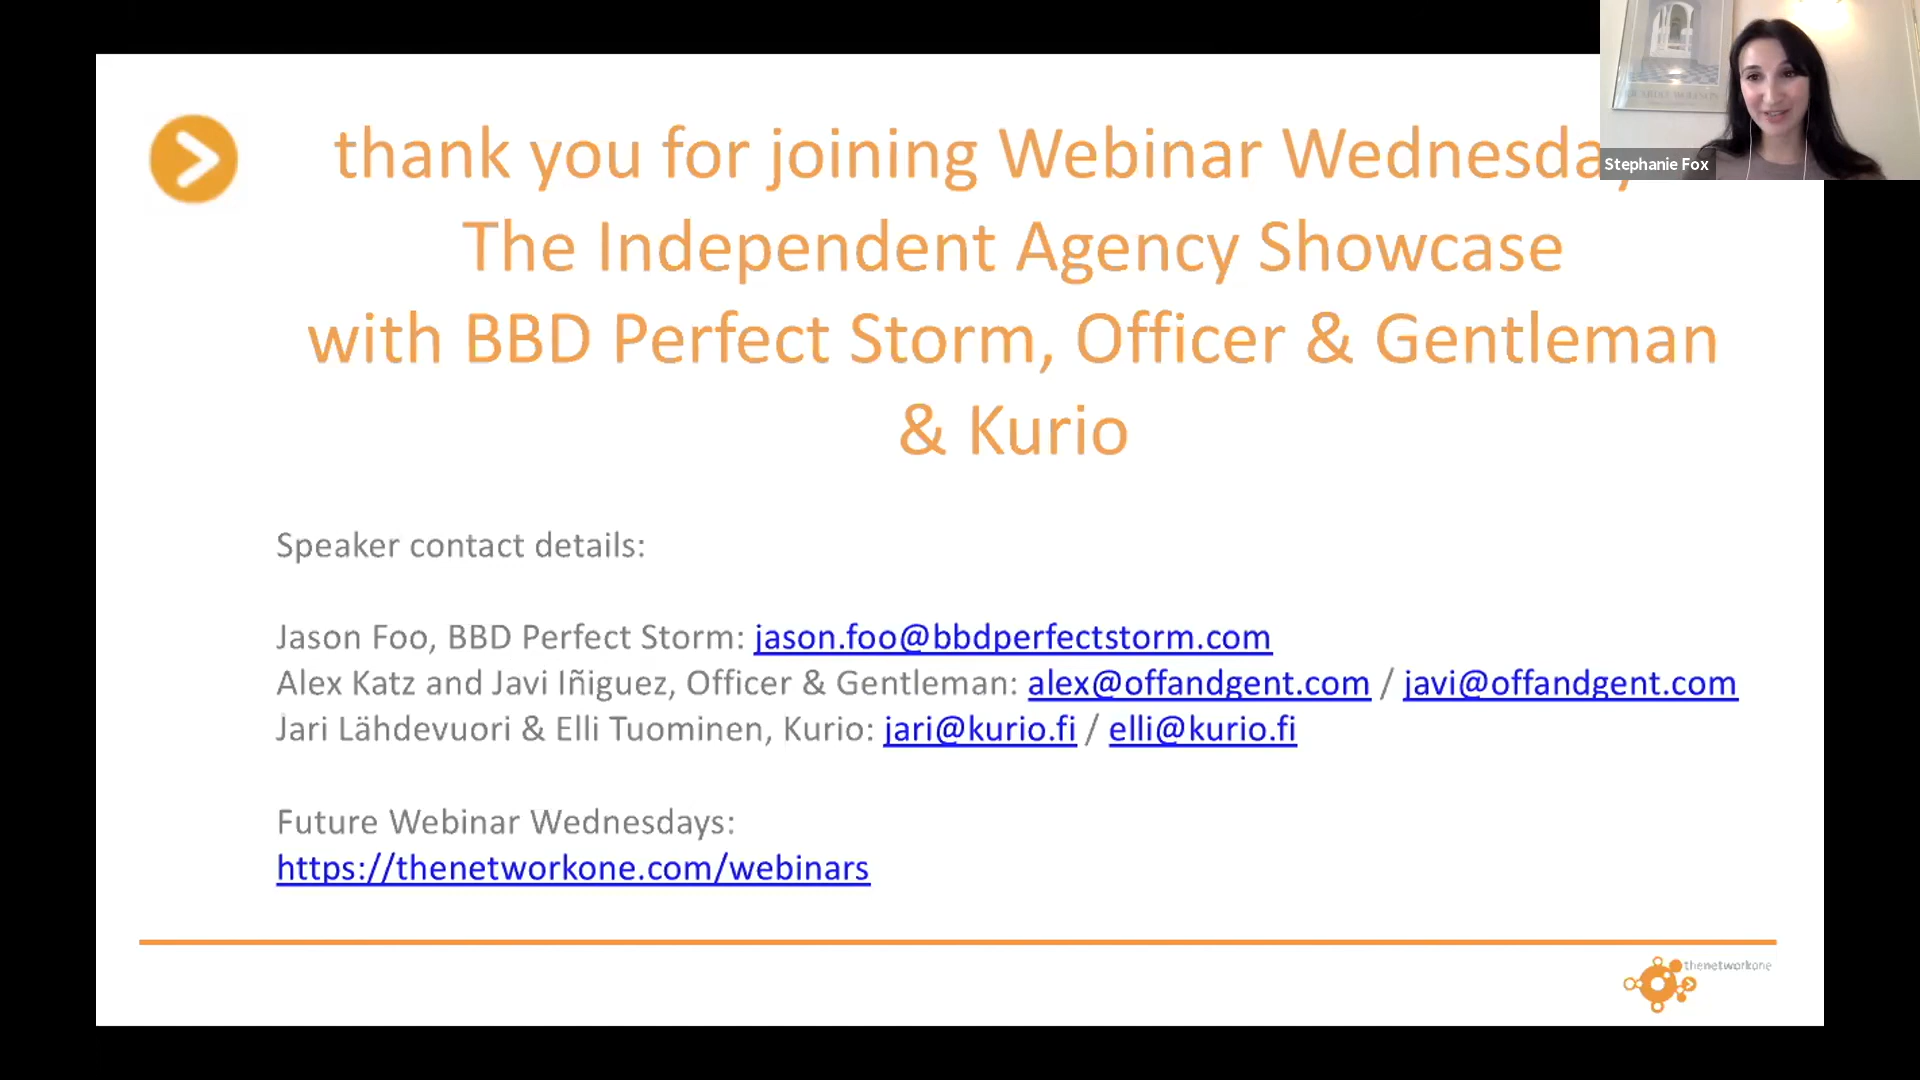 thank you for joining Webinar Wednesday
The Independent Agency Showcase
with BBD Perfect Storm, Officer & Gentleman
& Kurio
Stephanie Fox
Speaker contact details:
Jason Foo, BBD Perfect Storm: jason.foo@bbdperfectstorm.com
Alex Katz and Javi Iñiguez, Officer & Gentleman: alex@offandgent.com / javi@offandgent.com
Jari Lähdevuori & Elli Tuominen, Kurio: jari@kurio.fi / elli@kurio.fi
Future Webinar Wednesdays:
https://thenetworkone.com/webinars
thenetworkone